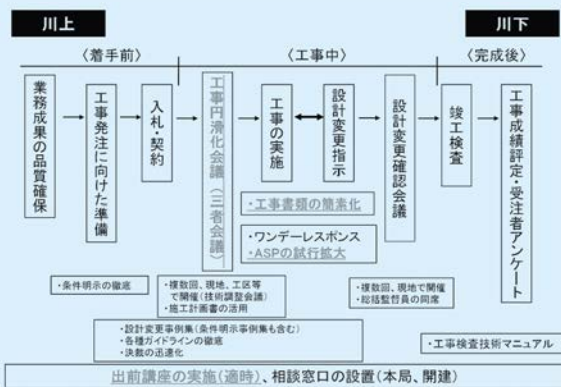 川上
川下
〈着手前〉
〈工事中〉
〈完成後〉
業務成果の品質確保
工事発注に向けた準備
入札・契約
工事円滑化会議(三者会議)
工事の実施
設計変更指示
設計変更確認会議
竣工検査
工事成績評定・受注者アンケート
・工事書類の簡素化
・ワンデーレスポンス
・ASPの試行拡大
・条件明示の徹底
・複数回、現地、工区等
で開催(技術調整会議)
・施工計画書の活用
・複数回、現地で開催
・総括監督員の同席
・設計変更事例集(条件明示事例集も含む)
・各種ガイドラインの徹底
・決裁の迅速化
・工事検査技術マニュアル
出前講座の実施(適時)、相談窓口の設置(本局、開建)